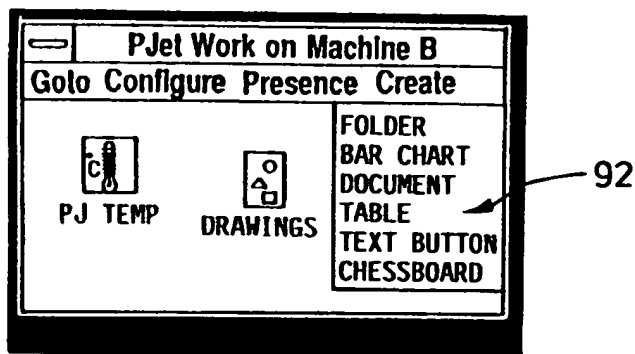 PJet Work on Machine B
Goto Configure Presence Create
FOLDER
BAR CHART
DOCUMENT
TABLE
TEXT BUTTON
CHESSBOARD
C
PJ TEMP
DRAWINGS
92